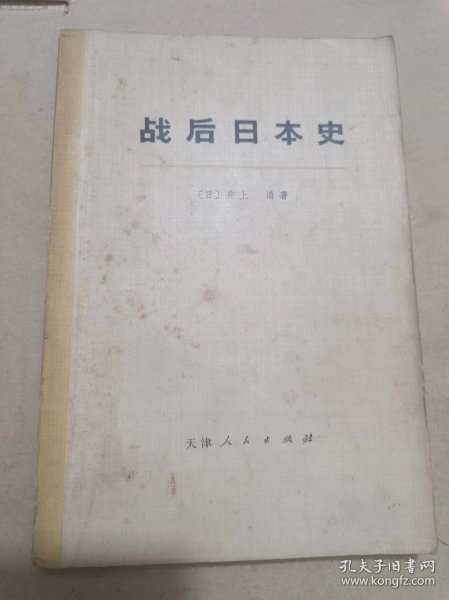 战后日本史
〔日〕井上 清著
天津人民出版社
孔夫子旧书网
www.kongfz.com